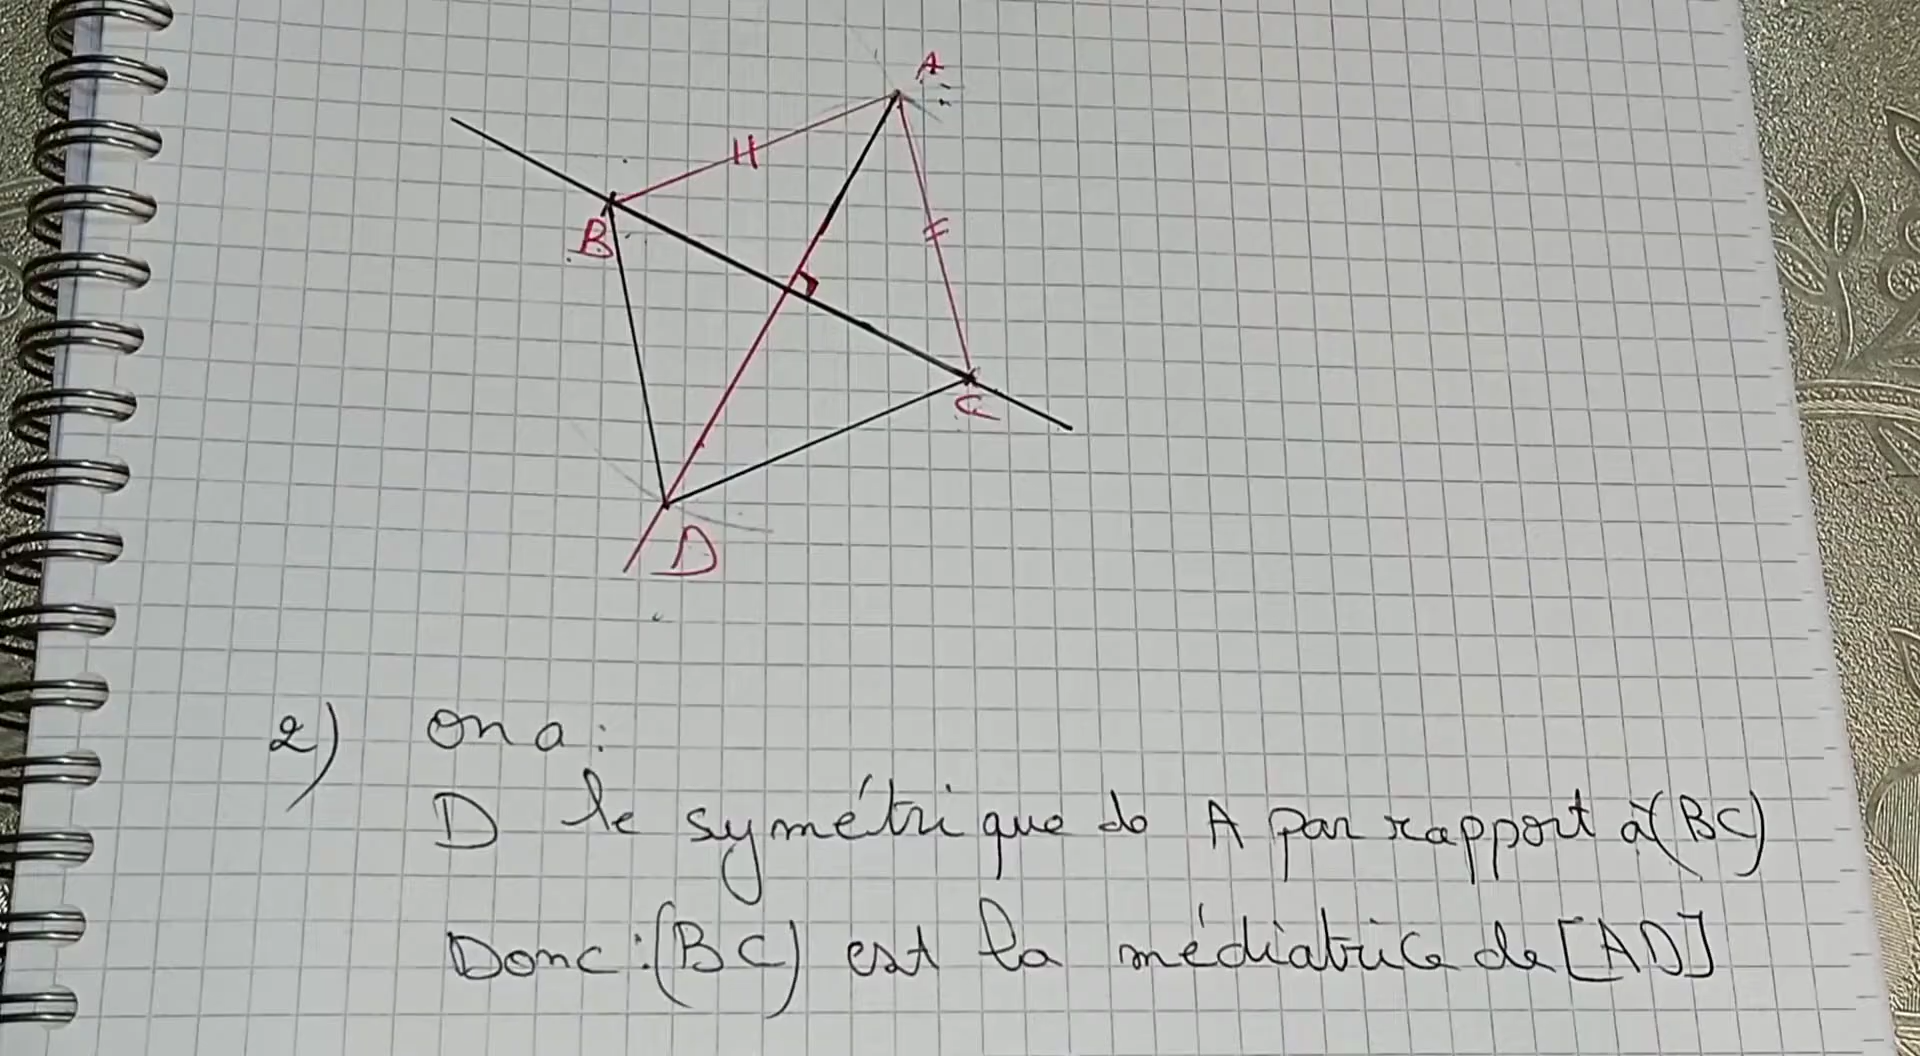 A
B
C
D
2) on a:
D le symétrique de A par rapport à (BC)
Donc: (BC) est la médiatrice de [AD]